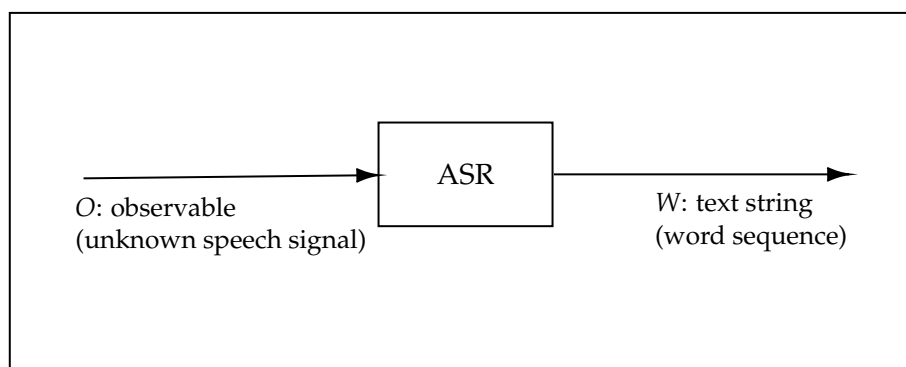 ASR
O: observable
(unknown speech signal)
W: text string
(word sequence)